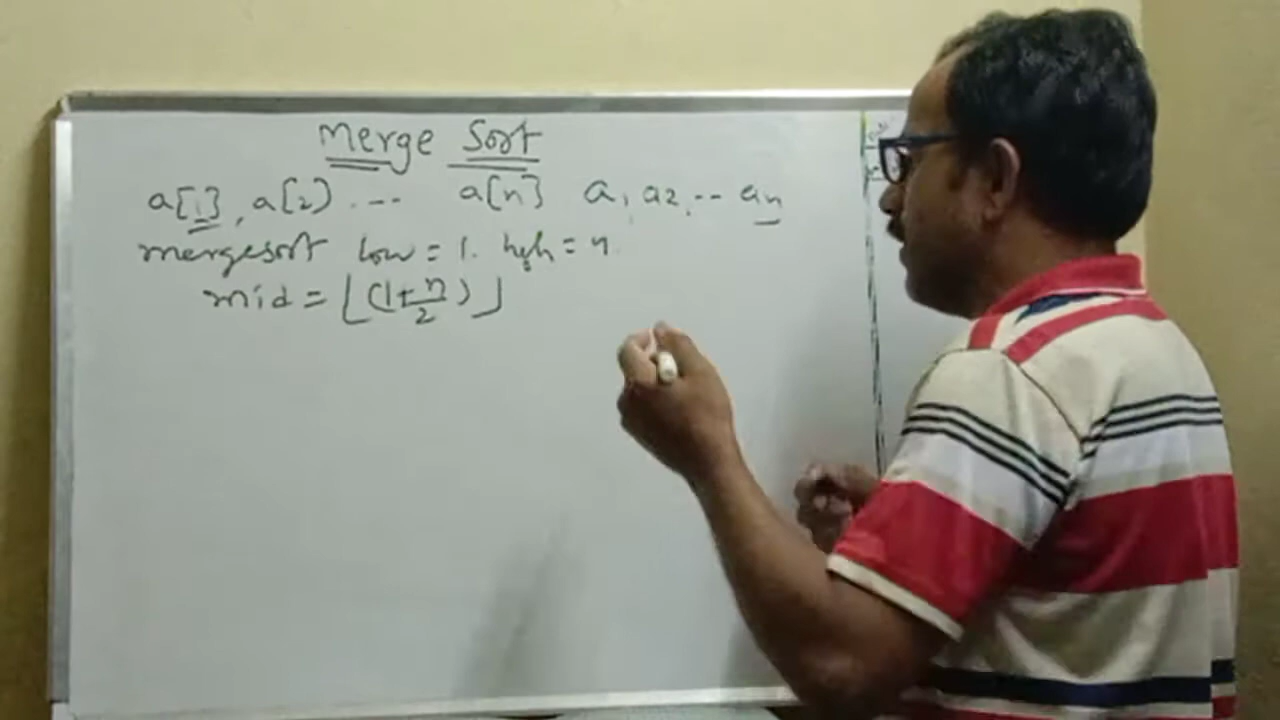 Merge Sort
a[1], a[2] ... a[n] a1 a2, -- an
mergesort low = 1. high = n.
mid = ⌊(1+n/2)⌋